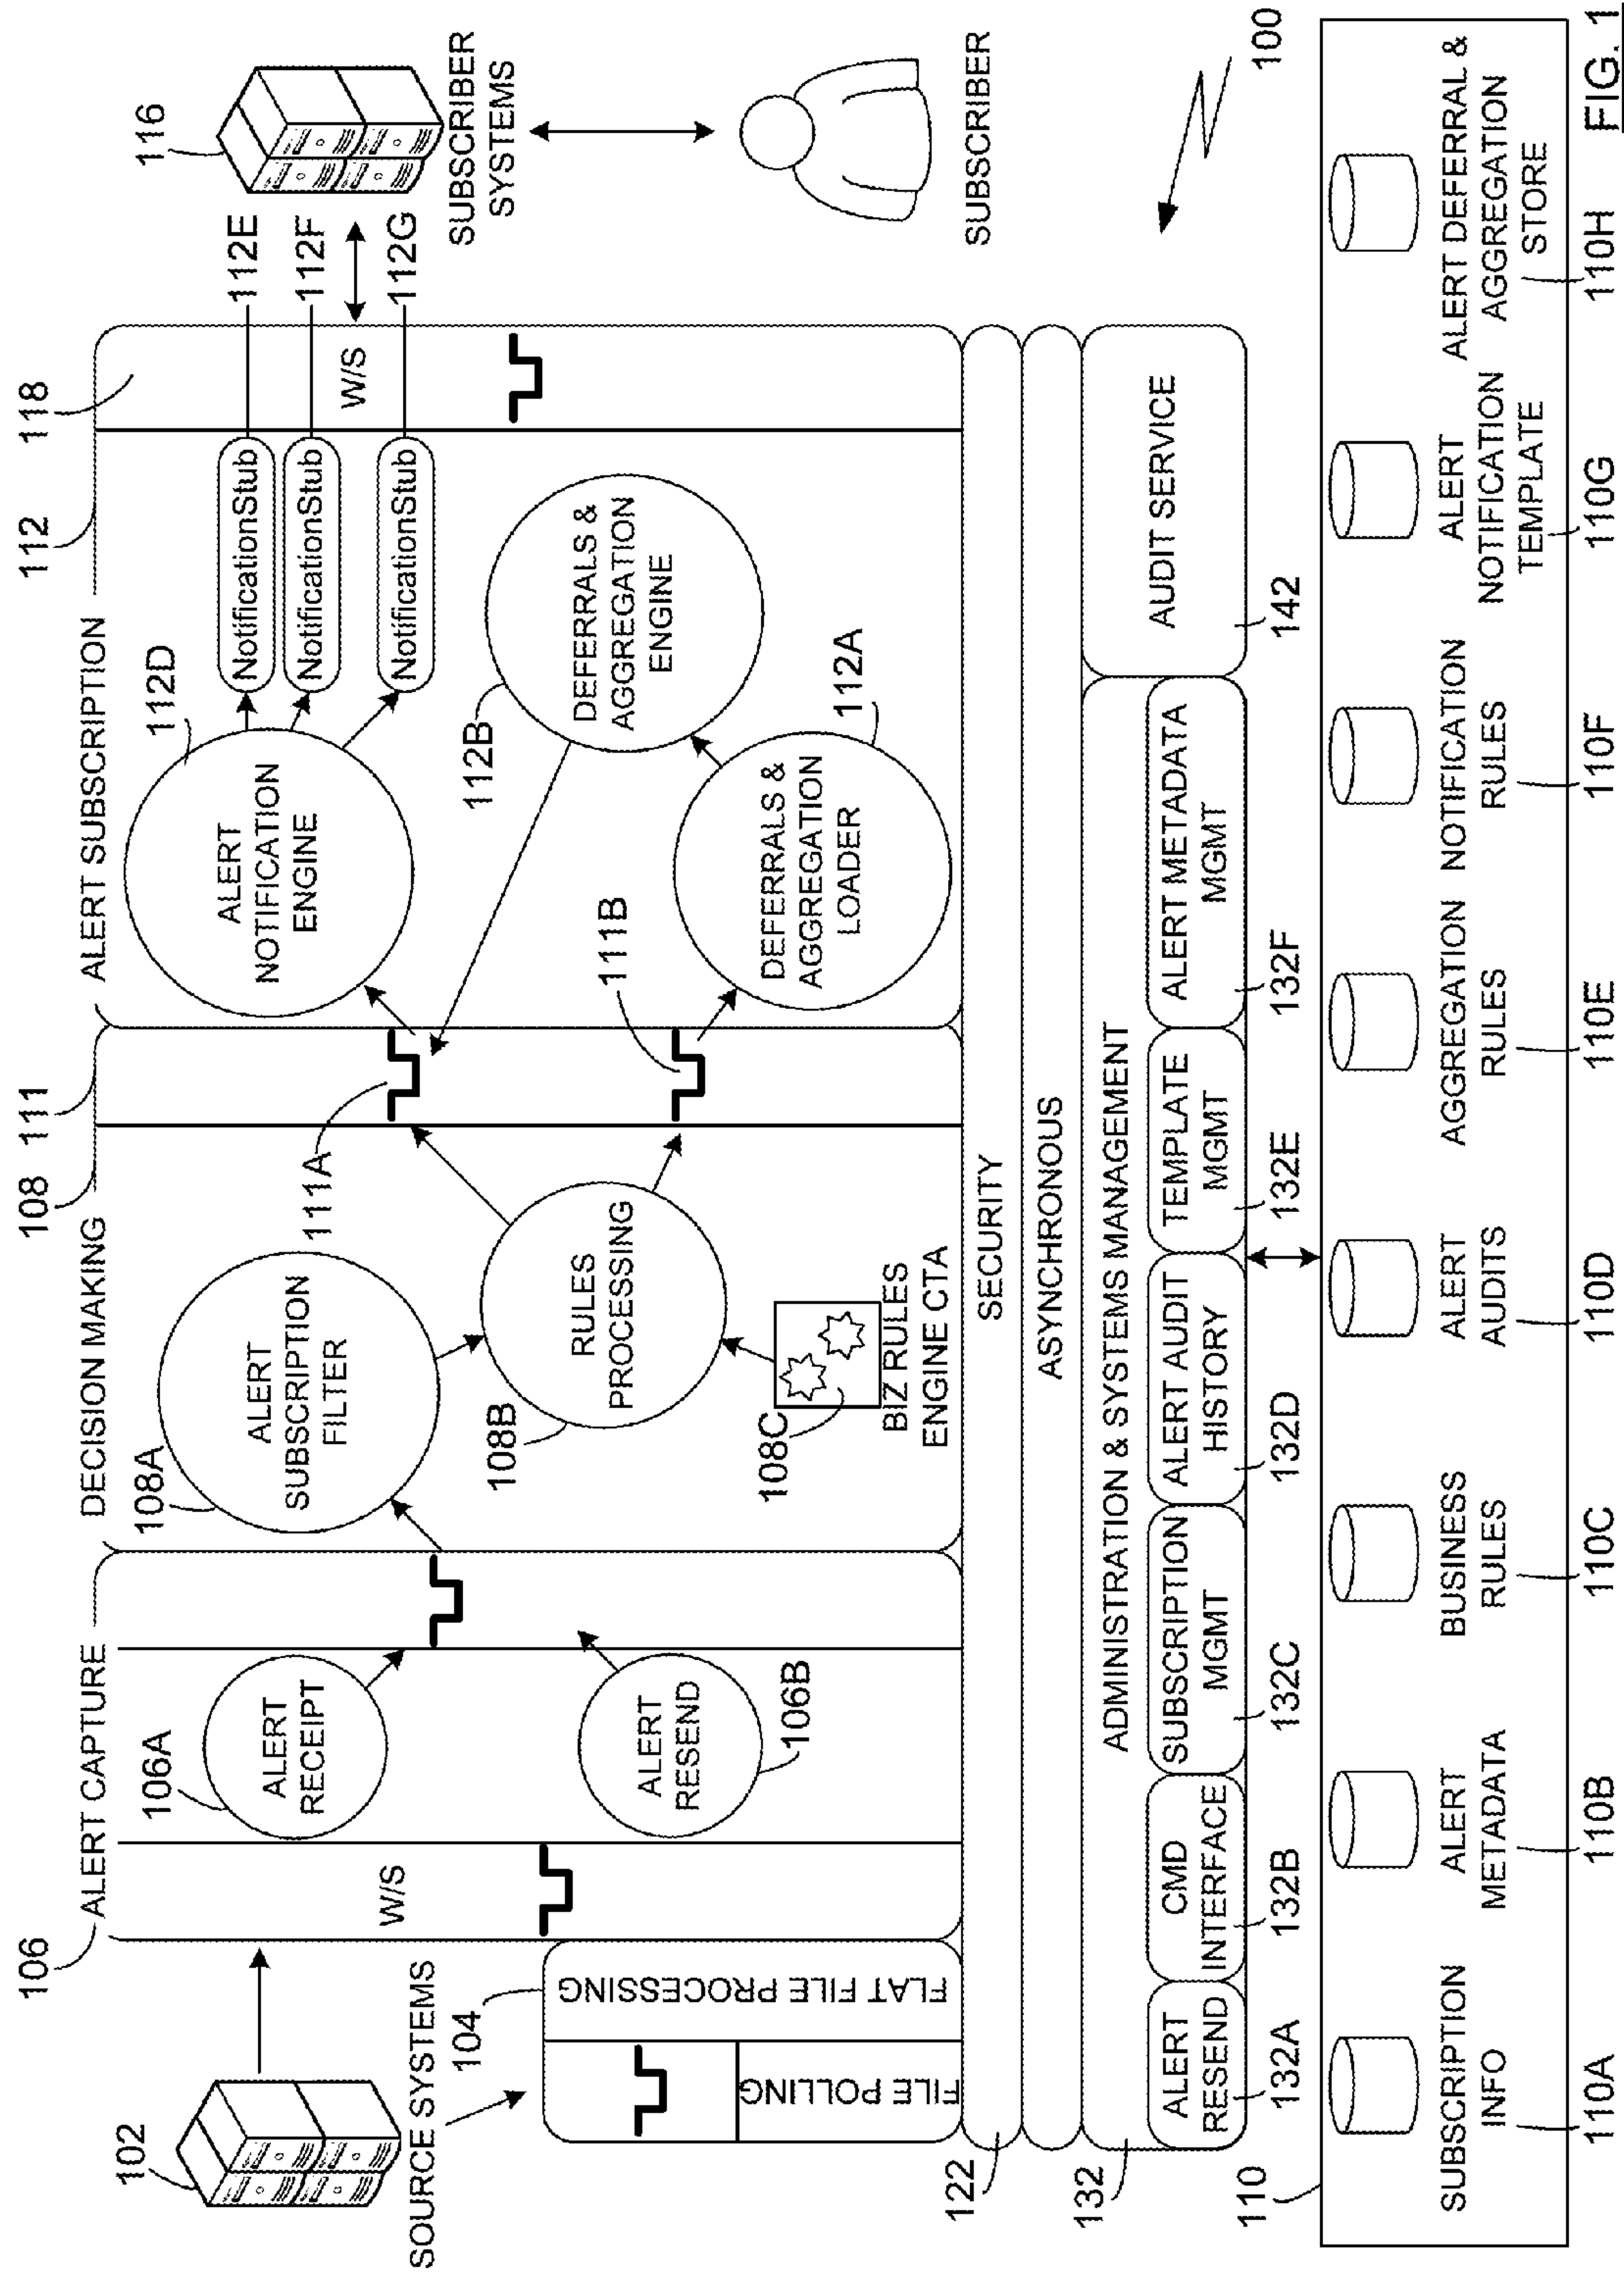 106
ALERT CAPTURE
DECISION MAKING
108
111
ALERT SUBSCRIPTION
112
118
102
SOURCE SYSTEMS
104
FLAT FILE PROCESSING
FILE POLLING
W/S
106A
ALERT
RECEIPT
ALERT
RESEND
106B
108A
ALERT
SUBSCRIPTION
FILTER
108B
RULES
PROCESSING
108C
BIZ RULES
ENGINE CTA
111A
111B
112D
ALERT
NOTIFICATION
ENGINE
NotificationStub
NotificationStub
NotificationStub
112B
DEFERRALS &
AGGREGATION
ENGINE
DEFERRALS &
AGGREGATION
LOADER
112A
W/S
112E
112F
112G
116
SUBSCRIBER
SYSTEMS
SUBSCRIBER
100
122
SECURITY
ASYNCHRONOUS
132
ADMINISTRATION & SYSTEMS MANAGEMENT
ALERT
RESEND
132A
CMD
INTERFACE
132B
SUBSCRIPTION
MGMT
132C
ALERT AUDIT
HISTORY
132D
TEMPLATE
MGMT
132E
ALERT METADATA
MGMT
132F
AUDIT SERVICE
142
110
SUBSCRIPTION
INFO
110A
ALERT
METADATA
110B
BUSINESS
RULES
110C
ALERT
AUDITS
110D
AGGREGATION
RULES
110E
NOTIFICATION
RULES
110F
ALERT
NOTIFICATION
TEMPLATE
110G
ALERT DEFERRAL &
AGGREGATION
STORE
110H
FIG. 1